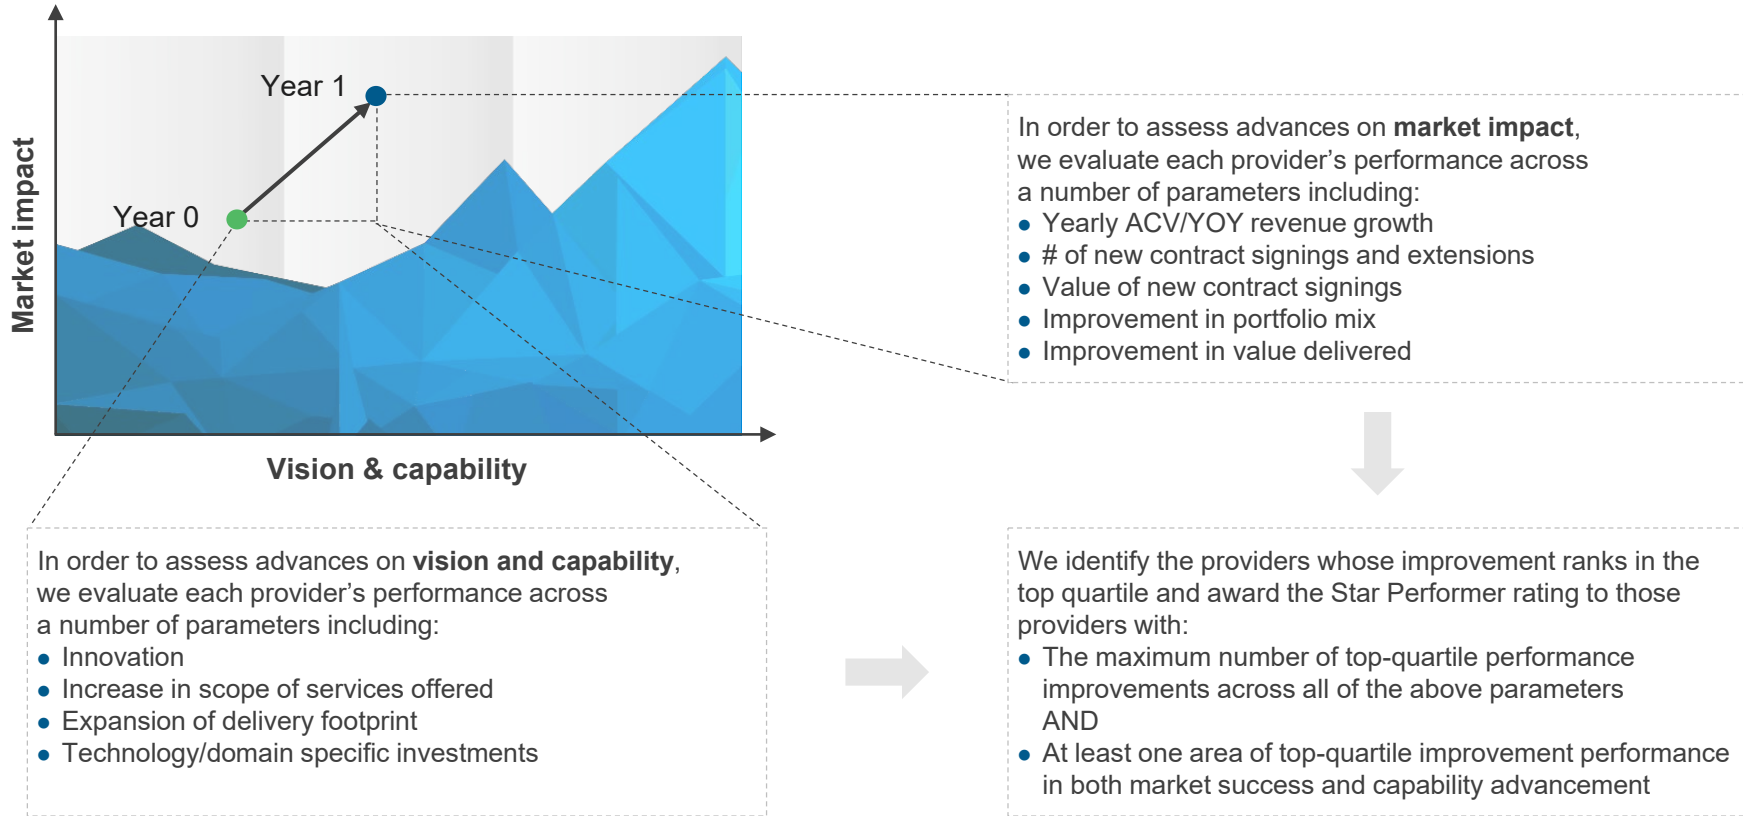 Year 1
Year 0
Market impact
Vision & capability
In order to assess advances on market impact,
we evaluate each provider’s performance across
a number of parameters including:
● Yearly ACV/YOY revenue growth
● # of new contract signings and extensions
● Value of new contract signings
● Improvement in portfolio mix
● Improvement in value delivered
In order to assess advances on vision and capability,
we evaluate each provider’s performance across
a number of parameters including:
● Innovation
● Increase in scope of services offered
● Expansion of delivery footprint
● Technology/domain specific investments
We identify the providers whose improvement ranks in the
top quartile and award the Star Performer rating to those
providers with:
● The maximum number of top-quartile performance
improvements across all of the above parameters
AND
● At least one area of top-quartile improvement performance
in both market success and capability advancement